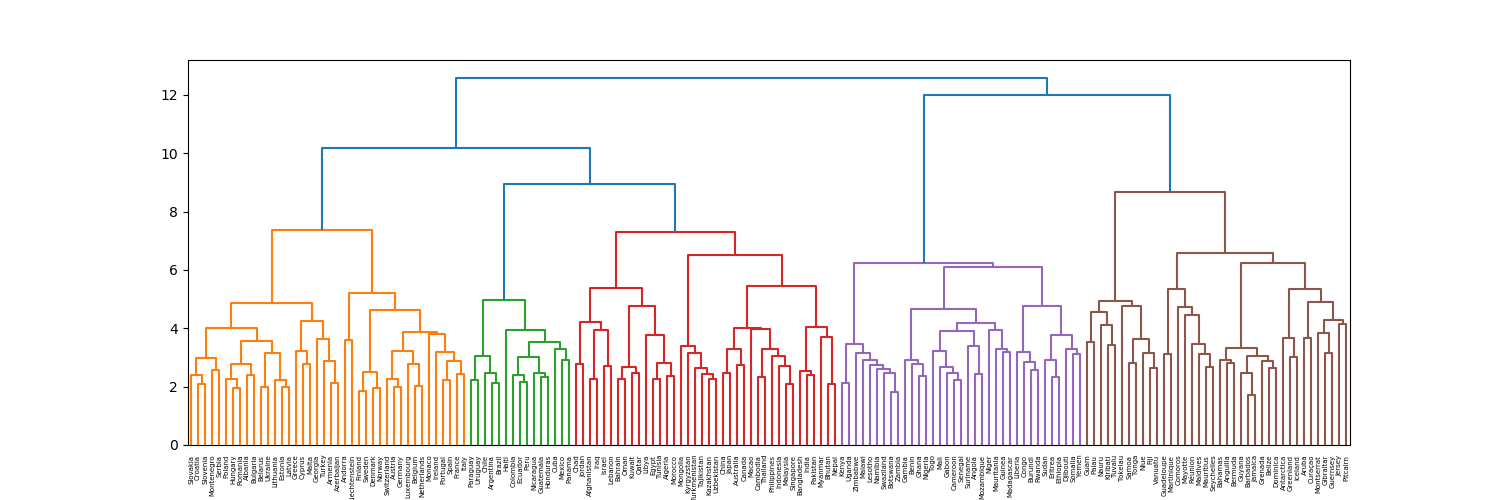 12
10
8
6
4
2
0
Slovakia
Croatia
Slovenia
Montenegro
Serbia
Poland
Hungary
Romania
Albania
Bulgaria
Belarus
Ukraine
Lithuania
Estonia
Latvia
Greece
Cyprus
Malta
Georgia
Turkey
Armenia
Azerbaijan
Andorra
Liechtenstein
Finland
Sweden
Denmark
Norway
Switzerland
Austria
Germany
Luxembourg
Belgium
Netherlands
Monaco
Ireland
Portugal
Spain
France
Italy
Paraguay
Uruguay
Chile
Argentina
Brazil
Haiti
Colombia
Ecuador
Peru
Nicaragua
Guatemala
Honduras
Cuba
Mexico
Panama
Chad
Jordan
Afghanistan
Iraq
Israel
Lebanon
Bahrain
Oman
Kuwait
Qatar
Libya
Egypt
Tunisia
Algeria
Morocco
Mongolia
Kyrgyzstan
Turkmenistan
Tajikistan
Kazakhstan
Uzbekistan
China
Japan
Australia
Canada
Macao
Cambodia
Thailand
Philippines
Indonesia
Malaysia
Singapore
Bangladesh
India
Pakistan
Myanmar
Bhutan
Nepal
Kenya
Uganda
Zimbabwe
Malawi
Lesotho
Namibia
Swaziland
Botswana
Zambia
Gambia
Benin
Ghana
Nigeria
Togo
Mali
Gabon
Cameroon
Senegal
Suriname
Angola
Mozambique
Niger
Mauritania
Guinea
Madagascar
Liberia
Congo
Burundi
Rwanda
Sudan
Eritrea
Ethiopia
Djibouti
Somalia
Yemen
Guam
Palau
Nauru
Kiribati
Tuvalu
Tokelau
Samoa
Tonga
Niue
Fiji
Vanuatu
Guadeloupe
Martinique
Comoros
Mayotte
Reunion
Maldives
Mauritius
Seychelles
Bahamas
Bermuda
Anguilla
Guyana
Barbados
Jamaica
Grenada
Belize
Dominica
Antarctica
Greenland
Iceland
Aruba
Curaçao
Montserrat
Gibraltar
Guernsey
Jersey
Pitcairn